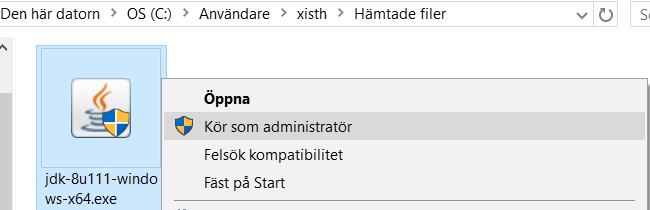 Den här datorn > OS (C:) > Användare > xisth > Hämtade filer
Öppna
Kör som administratör
Felsök kompatibilitet
Fäst på Start
jdk-8u111-windo
ws-x64.exe